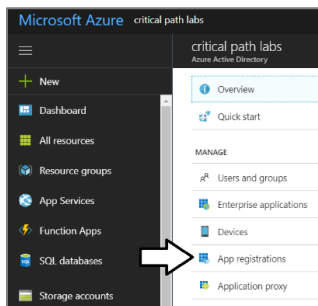 Microsoft Azure critical path labs
critical path labs
Azure Active Directory
New
Dashboard
All resources
Resource groups
App Services
Function Apps
SQL databases
Storage accounts
Overview
Quick start
MANAGE
Users and groups
Enterprise applications
Devices
App registrations
Application proxy